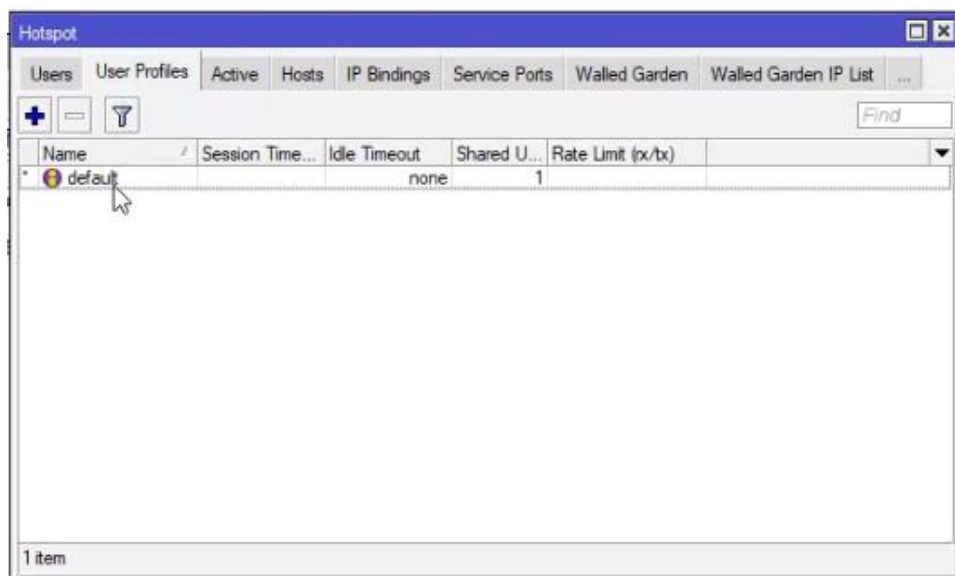 Hotspot
Users User Profiles Active Hosts IP Bindings Service Ports Walled Garden Walled Garden IP List ...
Find
Name Session Time... Idle Timeout Shared U... Rate Limit (rx/tx)
* default none 1
1 item